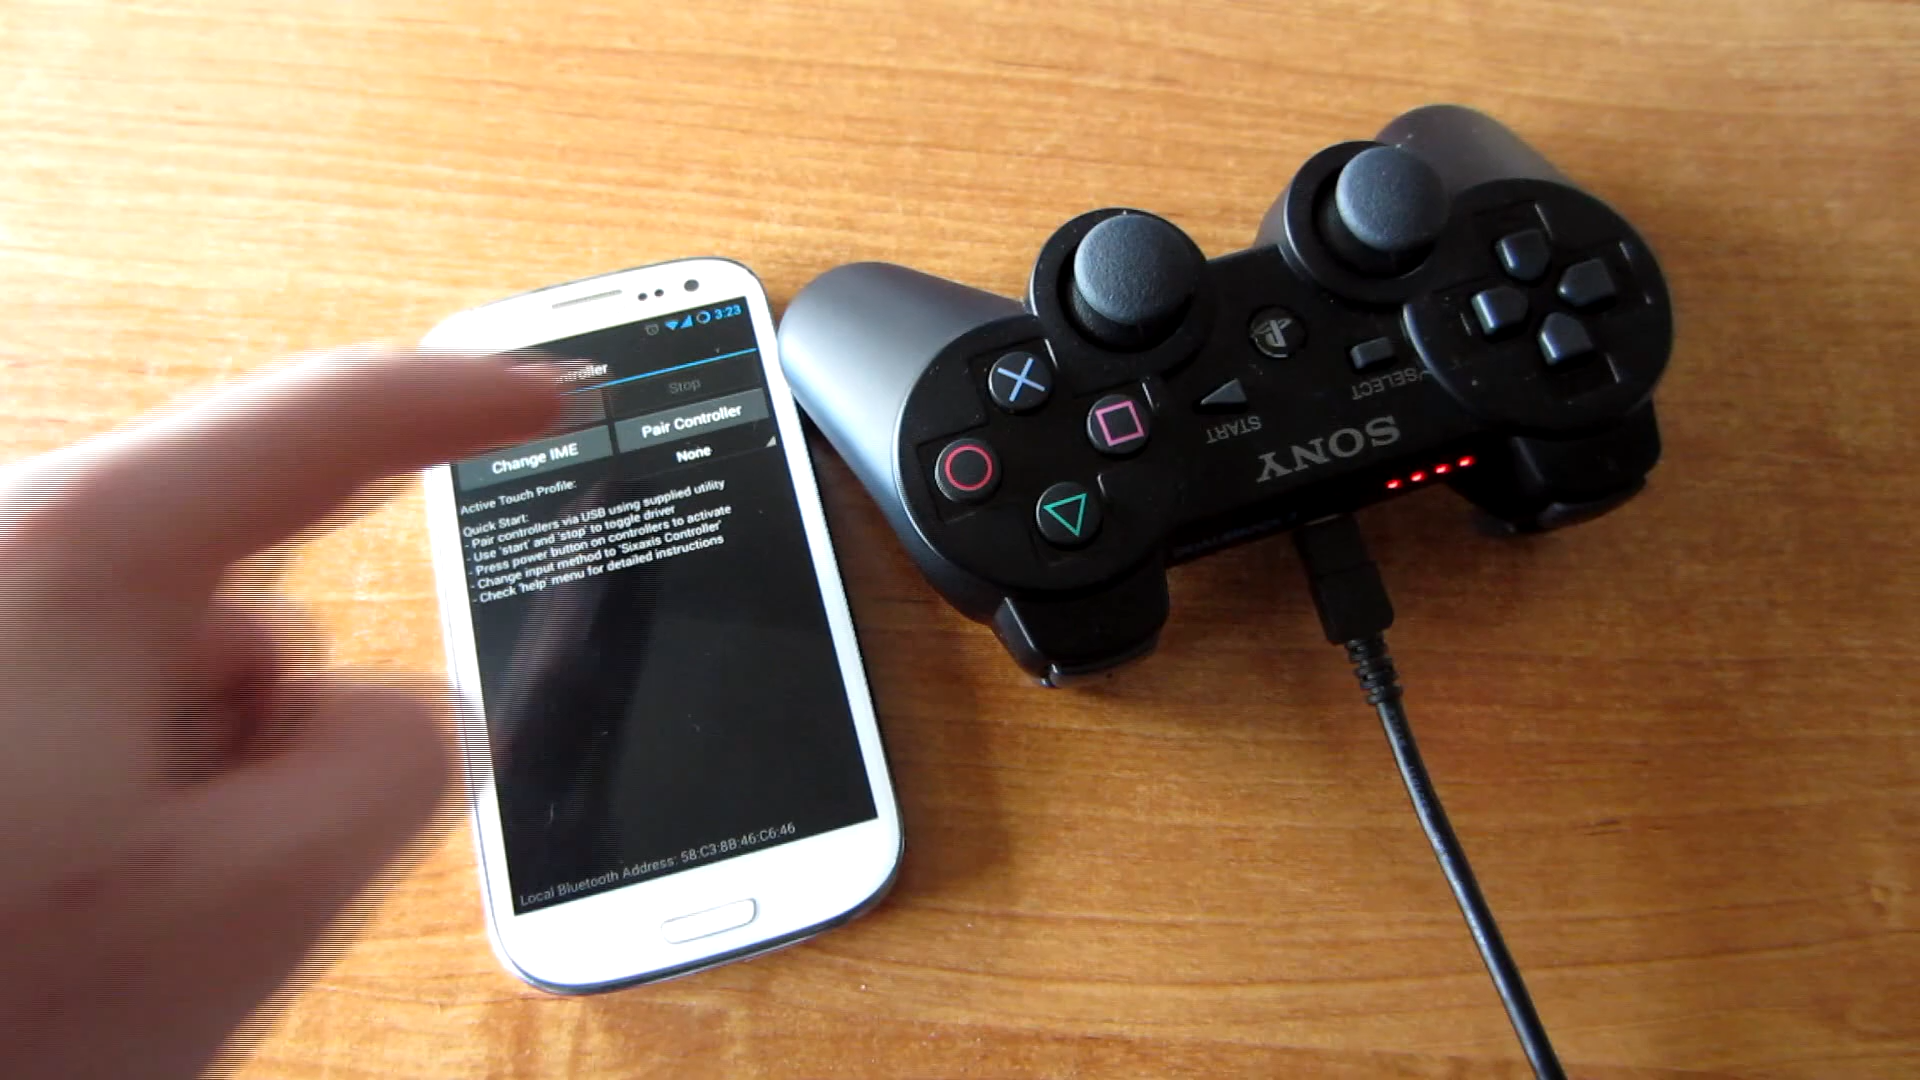 3:23
Stop
Change IME
Pair Controller
None
Active Touch Profile:
Quick Start:
- Pair controllers via USB using supplied utility
- Use 'start' and 'stop' to toggle driver
- Press power button on controllers to activate
- Change input method to 'Sixaxis Controller'
- Check 'help' menu for detailed instructions
Local Bluetooth Address: 58:C3:8B:46:C6:46
SELECT
START
SONY